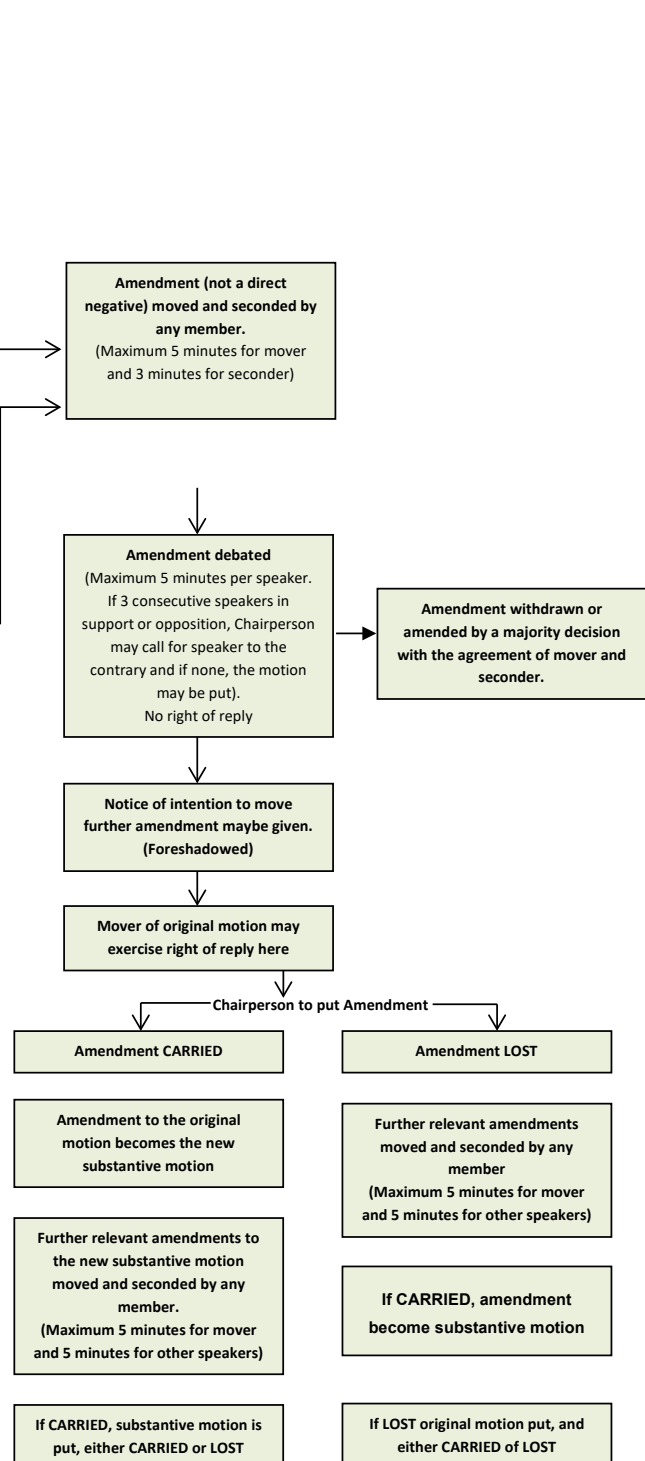 Amendment (not a direct
negative) moved and seconded by
any member.
(Maximum 5 minutes for mover
and 3 minutes for seconder)
Amendment debated
(Maximum 5 minutes per speaker.
If 3 consecutive speakers in
support or opposition, Chairperson
may call for speaker to the
contrary and if none, the motion
may be put).
No right of reply
Amendment withdrawn or
amended by a majority decision
with the agreement of mover and
seconder.
Notice of intention to move
further amendment maybe given.
(Foreshadowed)
Mover of original motion may
exercise right of reply here
Chairperson to put Amendment
Amendment CARRIED
Amendment to the original
motion becomes the new
substantive motion
Further relevant amendments to
the new substantive motion
moved and seconded by any
member.
(Maximum 5 minutes for mover
and 5 minutes for other speakers)
If CARRIED, substantive motion is
put, either CARRIED or LOST
Amendment LOST
Further relevant amendments
moved and seconded by any
member
(Maximum 5 minutes for mover
and 5 minutes for other speakers)
If CARRIED, amendment
become substantive motion
If LOST original motion put, and
either CARRIED of LOST